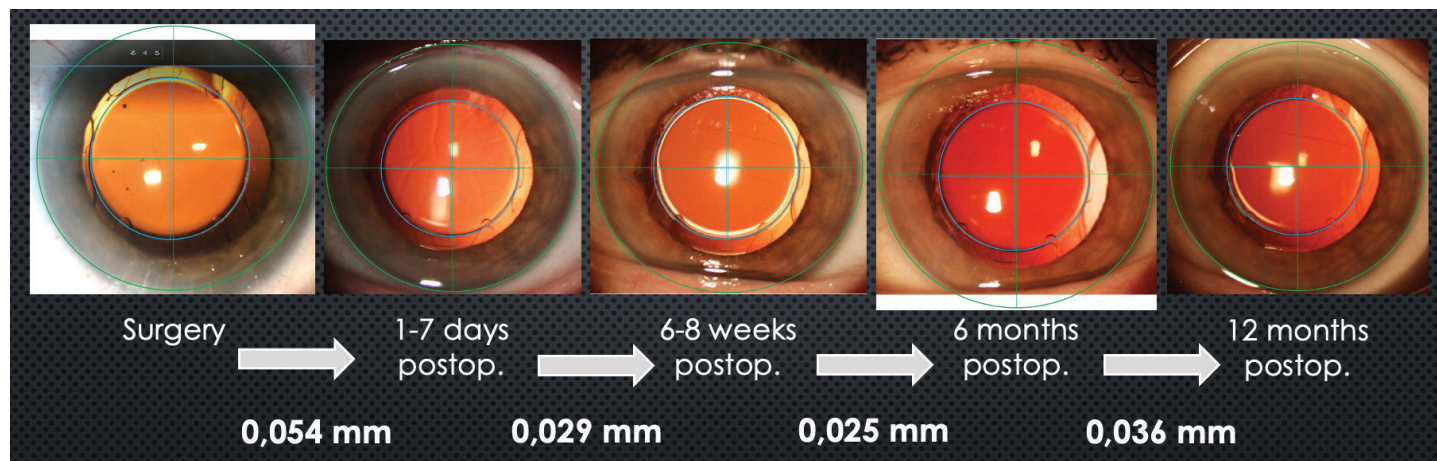 Surgery
1-7 days
postop.
6-8 weeks
postop.
6 months
postop.
12 months
postop.
0,054 mm
0,029 mm
0,025 mm
0,036 mm